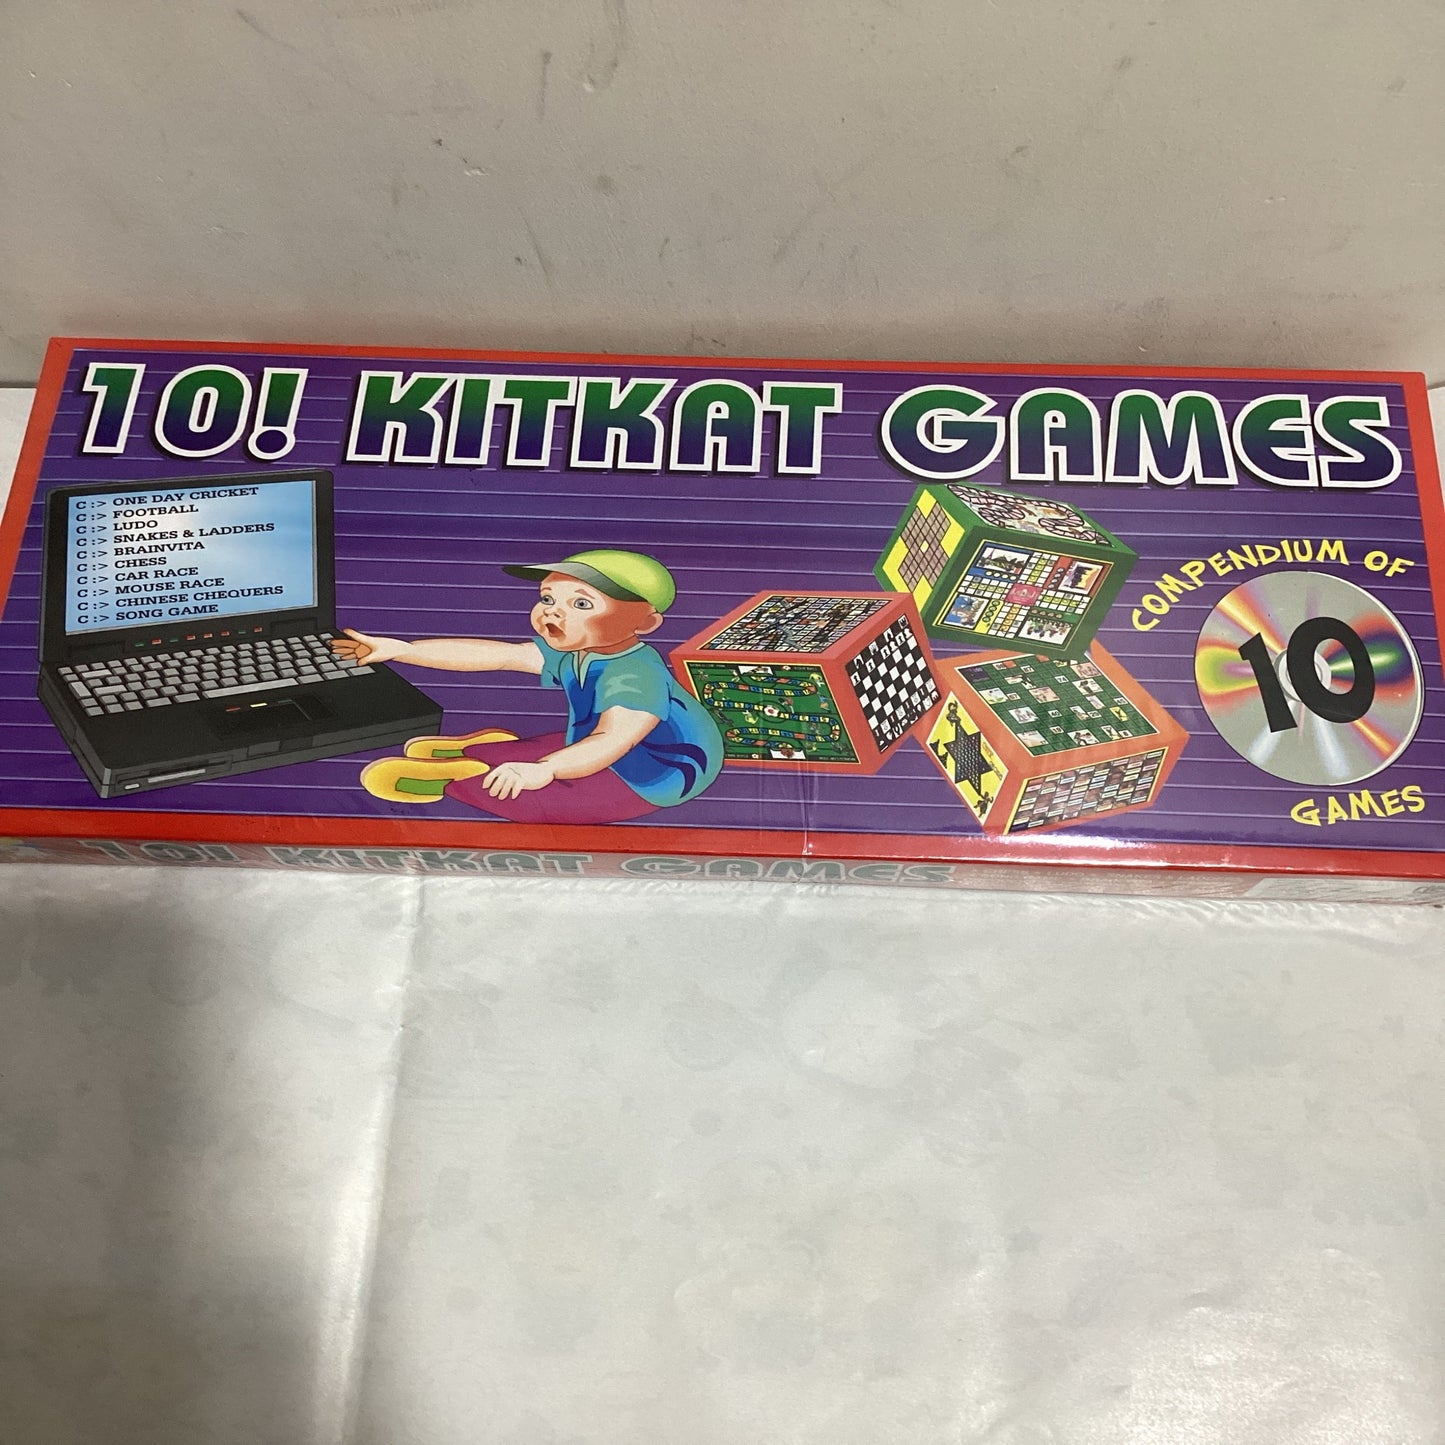 10! KITKAT GAMES
C:> ONE DAY CRICKET
C:> FOOTBALL
C:> LUDO
C:> SNAKES & LADDERS
C:> BRAINVITA
C:> CHESS
C:> CAR RACE
C:> MOUSE RACE
C:> CHINESE CHEQUERS
C:> SONG GAME
COMPENDIUM OF
10
GAMES
10! KITKAT GAMES